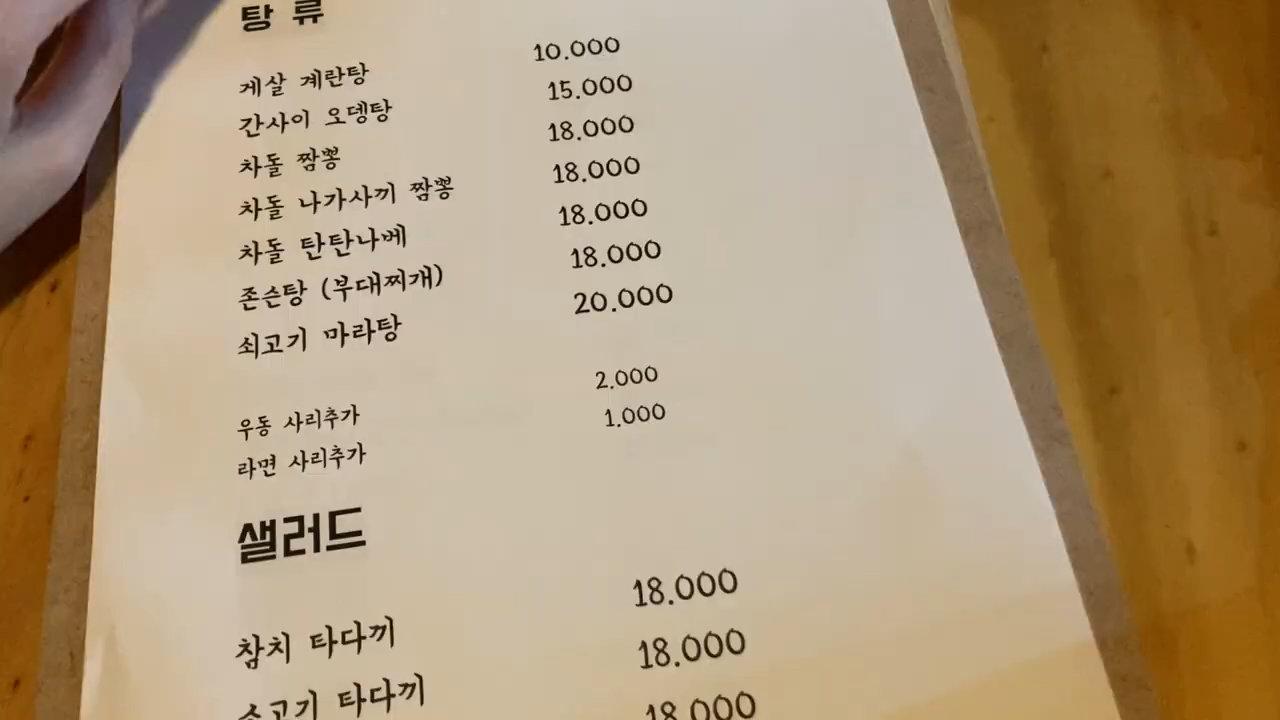 탕 류
게살 계란탕 10.000
간사이 오뎅탕 15.000
차돌 짬뽕 18.000
차돌 나가사끼 짬뽕 18.000
차돌 탄탄나베 18.000
존슨탕 (부대찌개) 18.000
쇠고기 마라탕 20.000
우동 사리추가 2.000
라면 사리추가 1.000
샐러드
참치 타다끼 18.000
소고기 타다끼 18.000
18.000